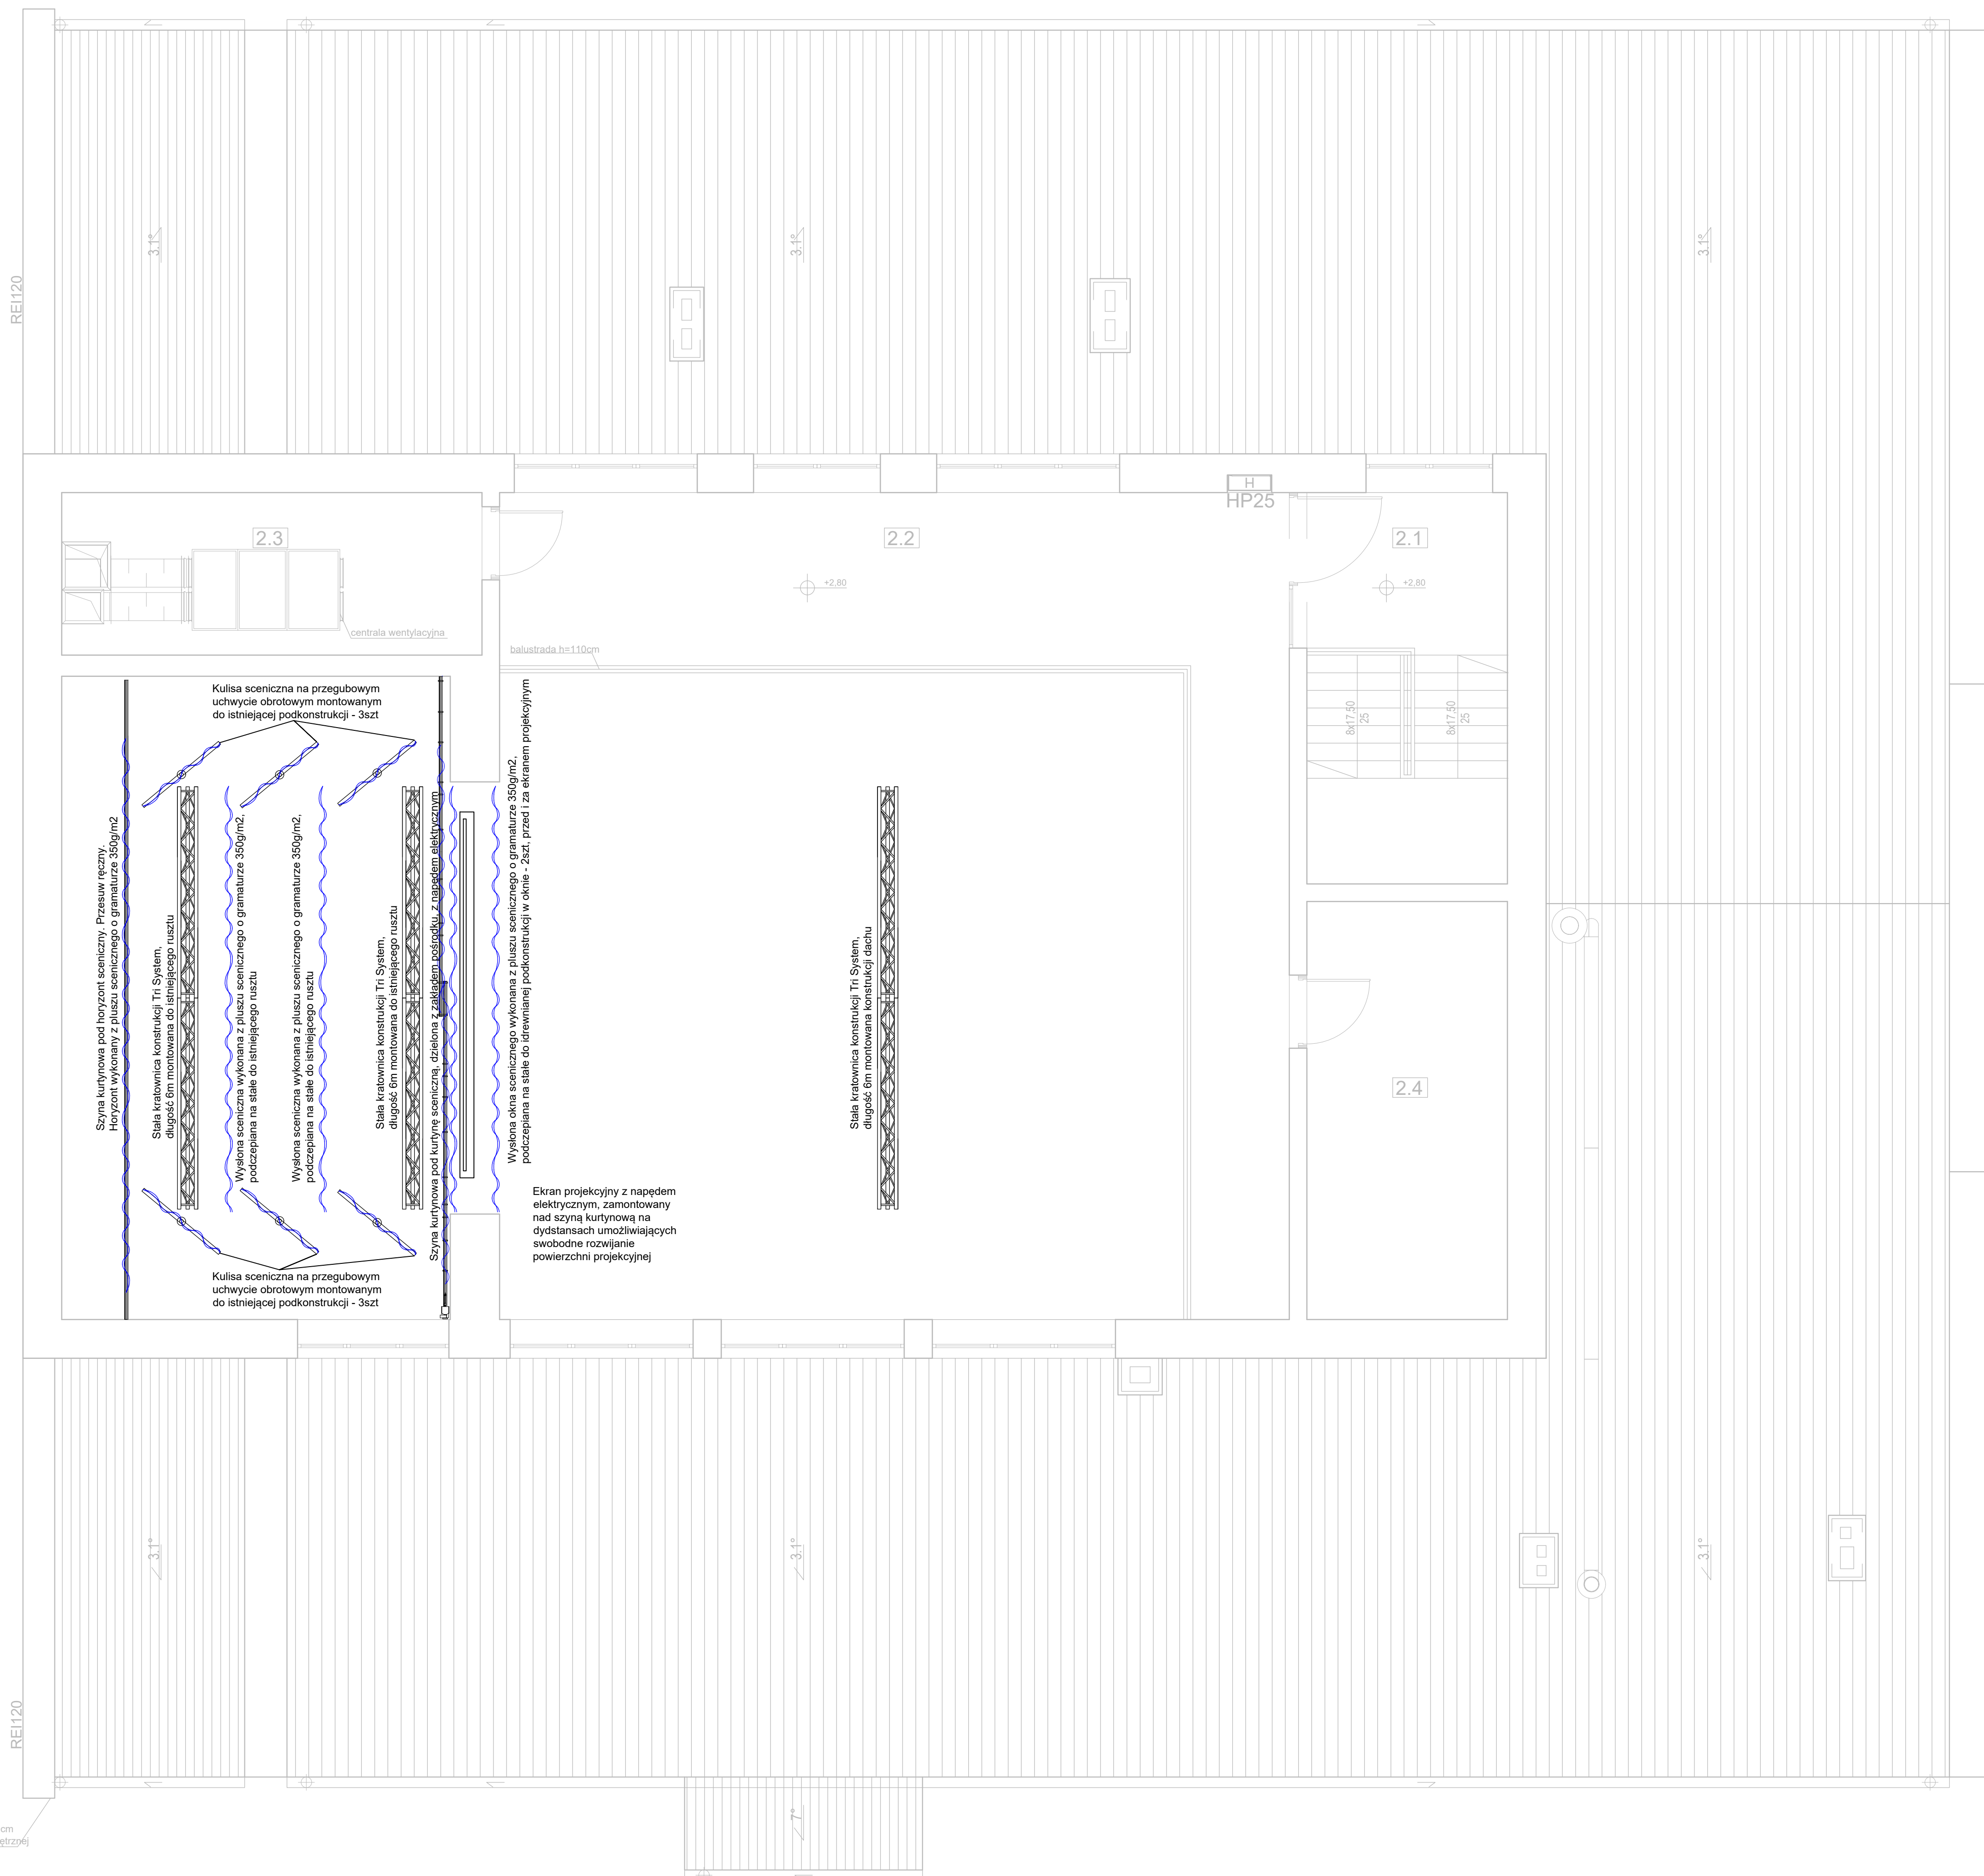 REI120
3.1°
3.1°
3.1°
H
HP25
2.3
2.2
2.1
+2,80
+2,80
centrala wentylacyjna
balustrada h=110cm
8x17,50
25
8x17,50
25
Kulisa sceniczna na przegubowym
uchwycie obrotowym montowanym
do istniejącej podkonstrukcji - 3szt
Szyna kurtynowa pod horyzont sceniczny. Przesuw ręczny.
Horyzont wykonany z pluszu scenicznego o gramaturze 350g/m2
Stała kratownica konstrukcji Tri System,
długość 6m montowana do istniejącego rusztu
Wysłona sceniczna wykonana z pluszu scenicznego o gramaturze 350g/m2,
podczepiana na stałe do istniejącego rusztu
Wysłona sceniczna wykonana z pluszu scenicznego o gramaturze 350g/m2,
podczepiana na stałe do istniejącego rusztu
Stała kratownica konstrukcji Tri System,
długość 6m montowana do istniejącego rusztu
Szyna kurtynowa pod kurtynę sceniczną, dzielona z zakładem pośrodku, z napędem elektrycznym
Wysłona okna scenicznego wykonana z pluszu scenicznego o gramaturze 350g/m2,
podczepiana na stałe do idrewnianej podkonstrukcji w oknie - 2szt, przed i za ekranem projekcyjnym
Stała kratownica konstrukcji Tri System,
długość 6m montowana konstrukcji dachu
2.4
Ekran projekcyjny z napędem
elektrycznym, zamontowany
nad szyną kurtynową na
dydstansach umożliwiających
swobodne rozwijanie
powierzchni projekcyjnej
Kulisa sceniczna na przegubowym
uchwycie obrotowym montowanym
do istniejącej podkonstrukcji - 3szt
3.1°
3.1°
3.1°
REI120
7°
cm
ętrznej